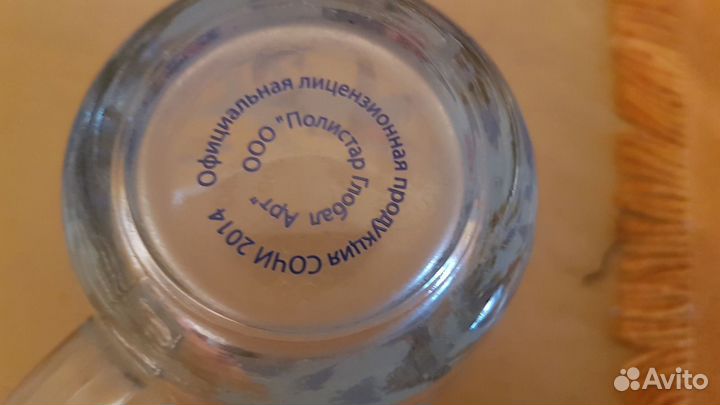 Официальная лицензионная продукция СОЧИ 2014
ООО "Полистар Глобал Арт"
Avito